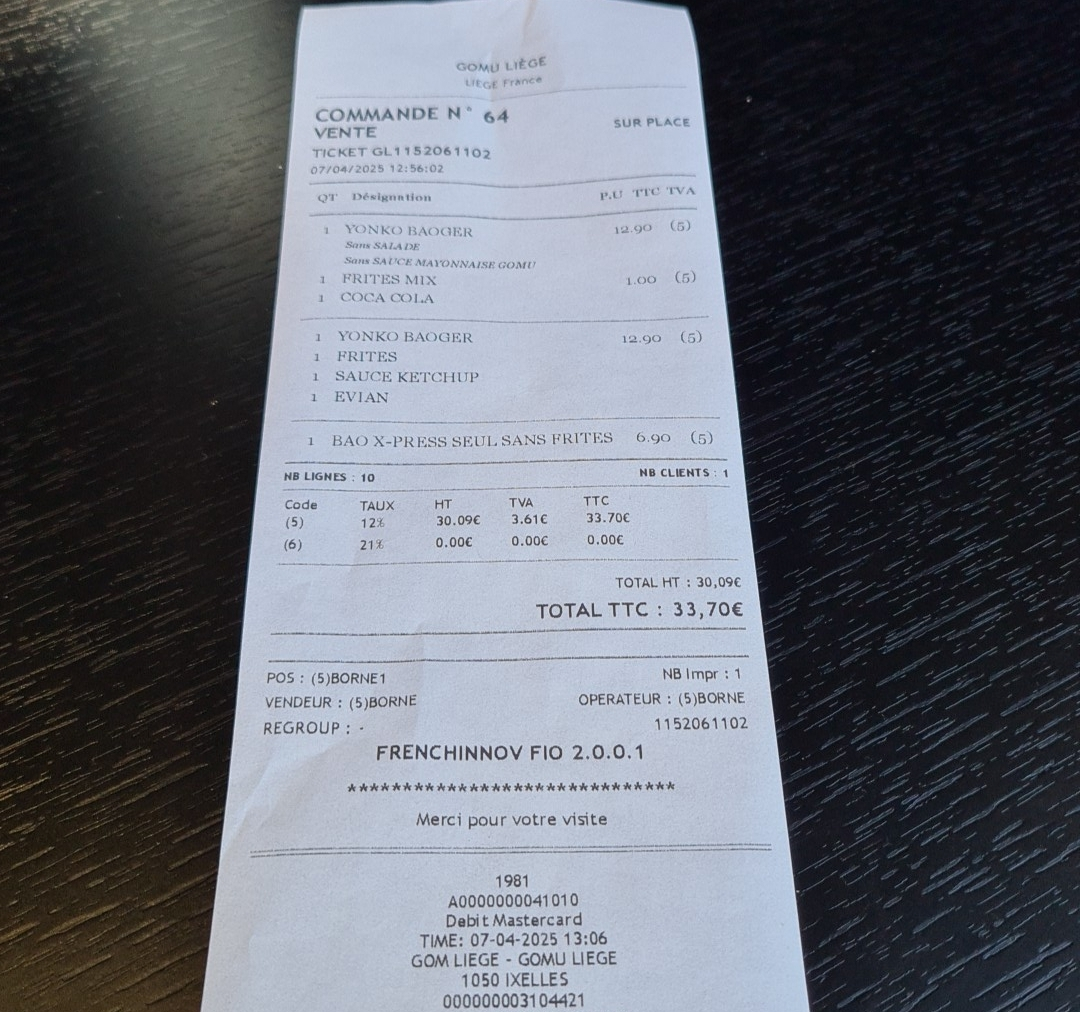 GOMU LIÈGE
LIEGE France
COMMANDE N° 64
VENTE SUR PLACE
TICKET GL1152061102
07/04/2025 12:56:02
QT Désignation P.U TTC TVA
1 YONKO BAOGER 12.90 (5)
Sans SALADE
Sans SAUCE MAYONNAISE GOMU
1 FRITES MIX 1.00 (5)
1 COCA COLA
1 YONKO BAOGER 12.90 (5)
1 FRITES
1 SAUCE KETCHUP
1 EVIAN
1 BAO X-PRESS SEUL SANS FRITES 6.90 (5)
NB LIGNES : 10 NB CLIENTS : 1
Code TAUX HT TVA TTC
(5) 12% 30.09€ 3.61€ 33.70€
(6) 21% 0.00€ 0.00€ 0.00€
TOTAL HT : 30,09€
TOTAL TTC : 33,70€
POS : (5)BORNE1 NB Impr : 1
VENDEUR : (5)BORNE OPERATEUR : (5)BORNE
REGROUP : - 1152061102
FRENCHINNOV FIO 2.0.0.1
******************************
Merci pour votre visite
1981
A0000000041010
Debit Mastercard
TIME: 07-04-2025 13:06
GOM LIEGE - GOMU LIEGE
1050 IXELLES
000000003104421